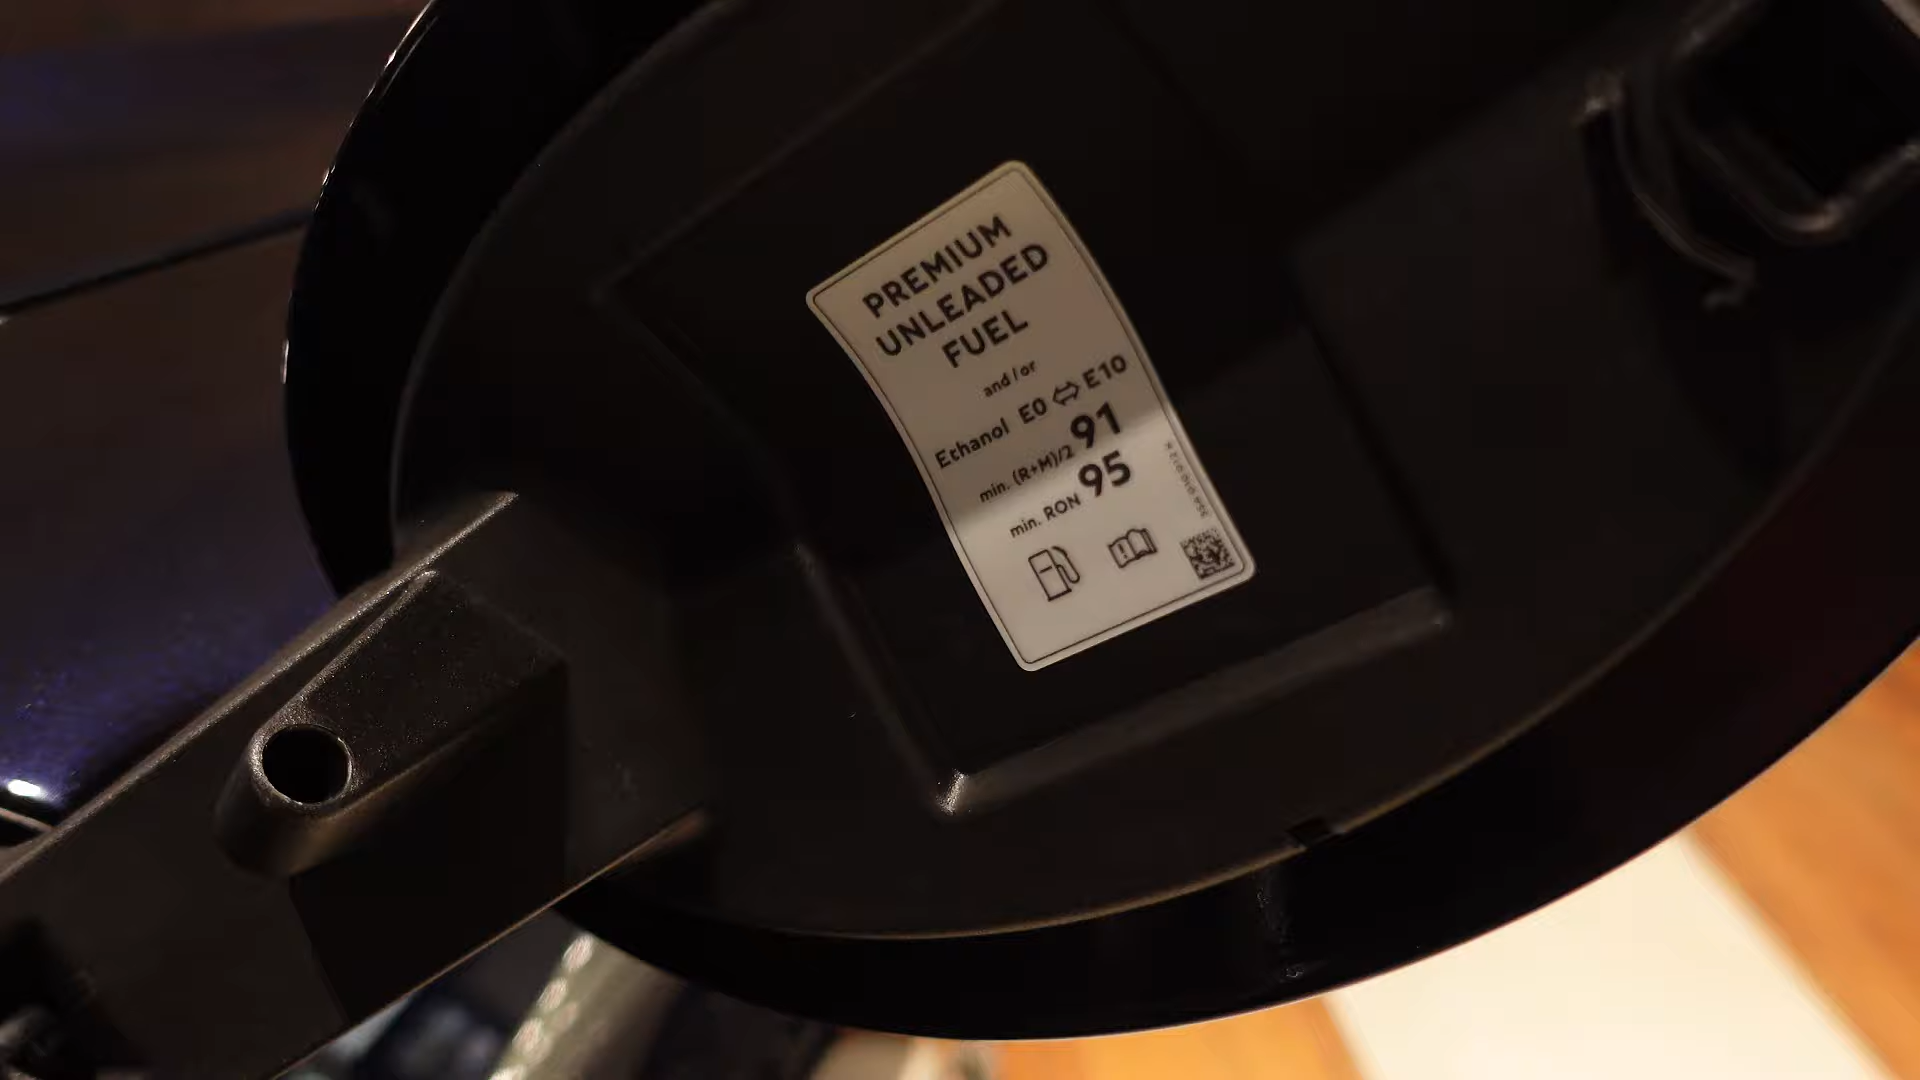 PREMIUM
UNLEADED
FUEL
and/or
Ethanol E0 ⇔ E10
min. (R+M)/2 91
min. RON 95